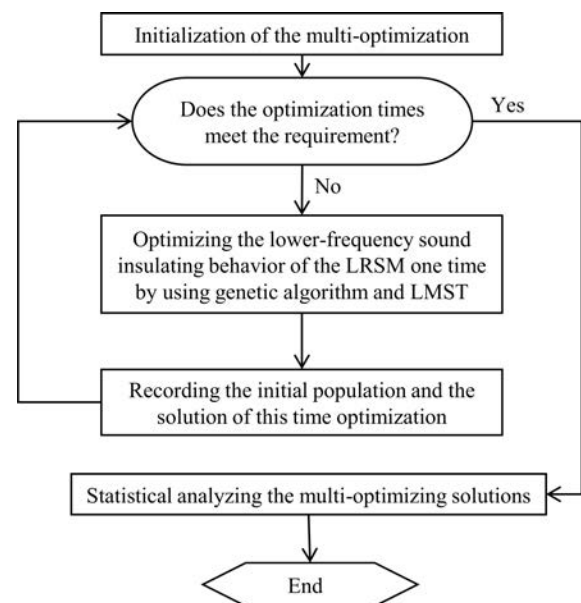 Initialization of the multi-optimization
Does the optimization times
meet the requirement?
Yes
No
Optimizing the lower-frequency sound
insulating behavior of the LRSM one time
by using genetic algorithm and LMST
Recording the initial population and the
solution of this time optimization
Statistical analyzing the multi-optimizing solutions
End